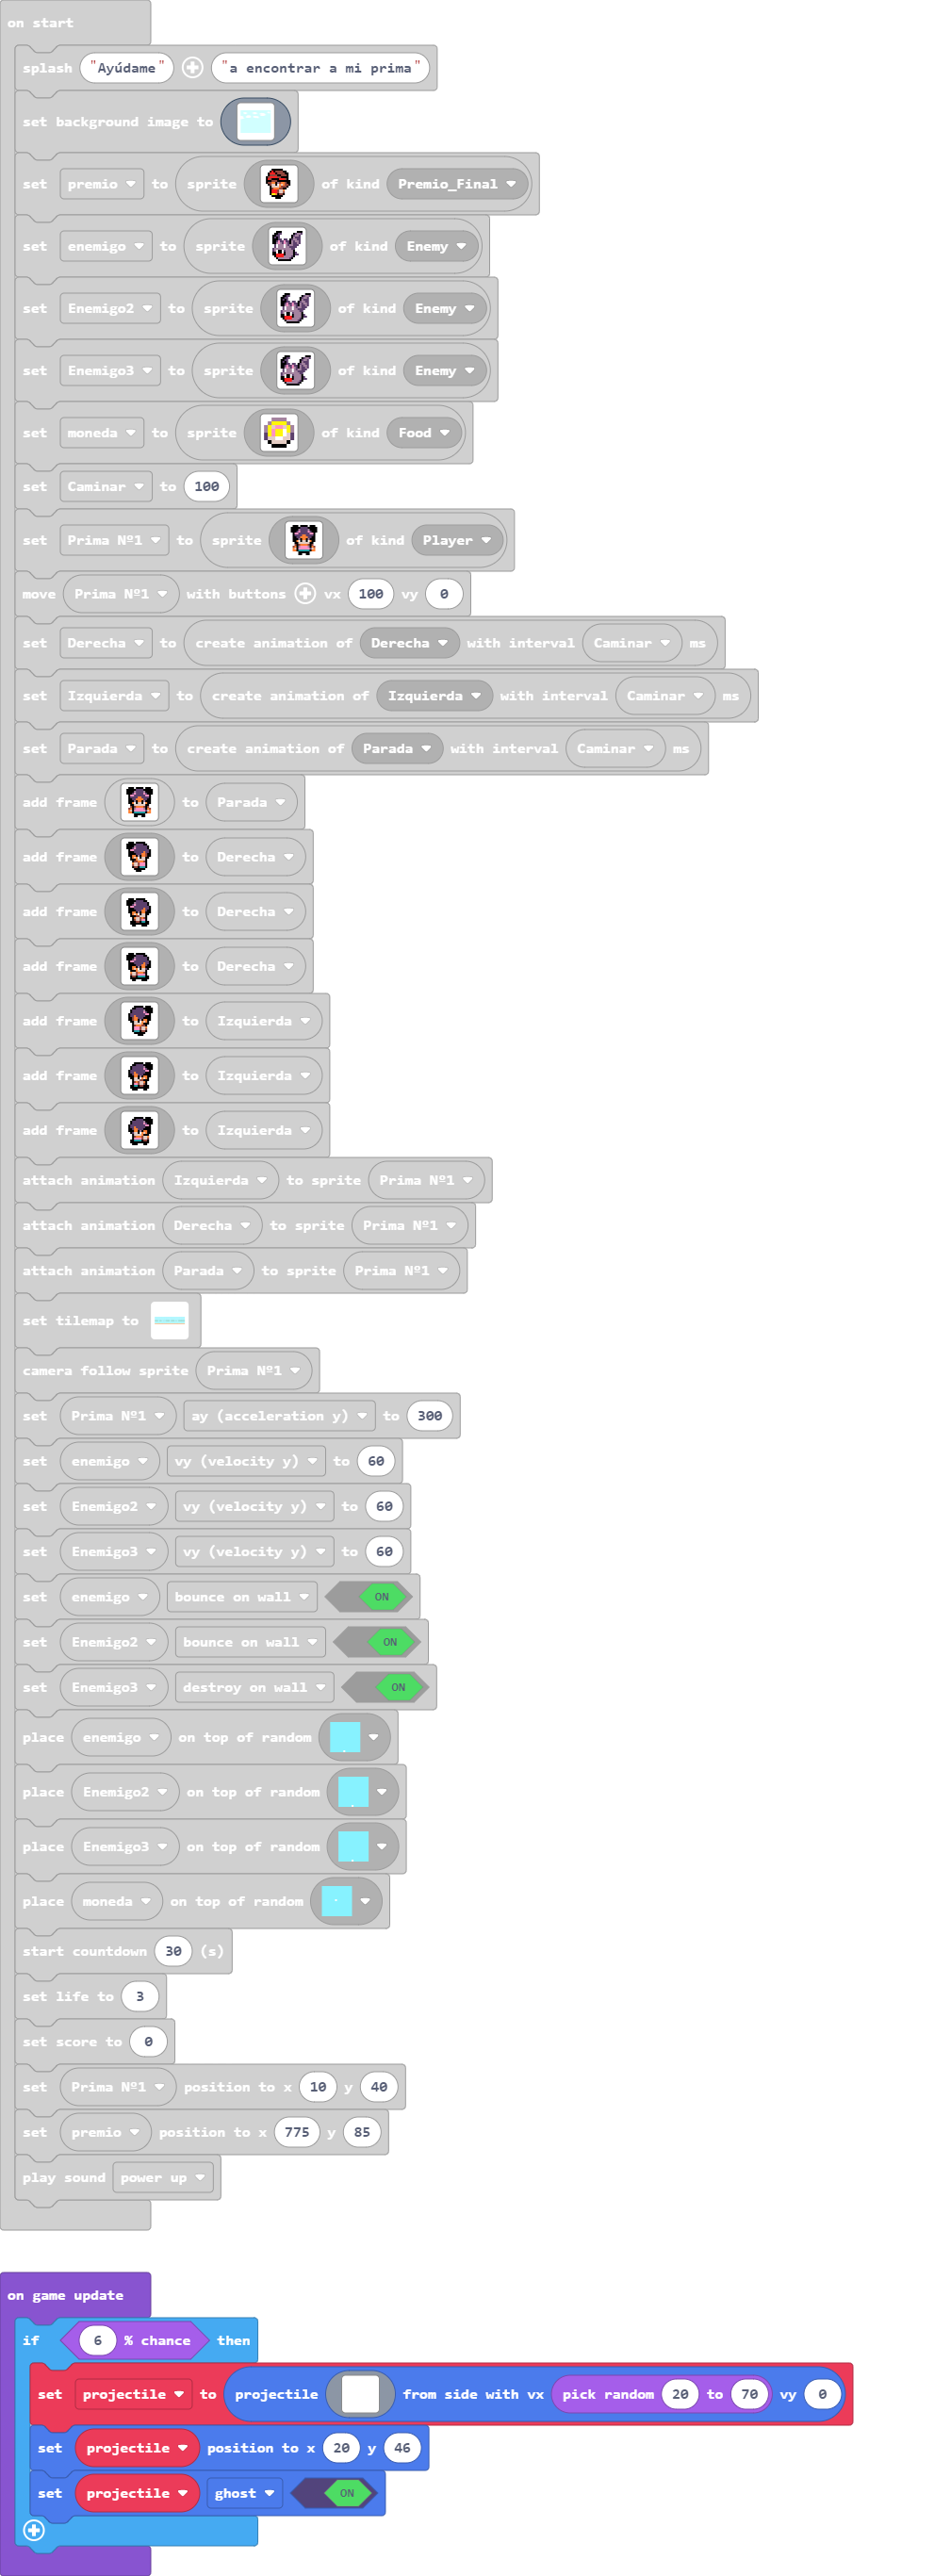 on start
splash "Ayúdame" "a encontrar a mi prima"
set background image to
set premio to sprite of kind Premio_Final
set enemigo to sprite of kind Enemy
set Enemigo2 to sprite of kind Enemy
set Enemigo3 to sprite of kind Enemy
set moneda to sprite of kind Food
set Caminar to 100
set Prima Nº1 to sprite of kind Player
move Prima Nº1 with buttons vx 100 vy 0
set Derecha to create animation of Derecha with interval Caminar ms
set Izquierda to create animation of Izquierda with interval Caminar ms
set Parada to create animation of Parada with interval Caminar ms
add frame to Parada
add frame to Derecha
add frame to Derecha
add frame to Derecha
add frame to Izquierda
add frame to Izquierda
add frame to Izquierda
attach animation Izquierda to sprite Prima Nº1
attach animation Derecha to sprite Prima Nº1
attach animation Parada to sprite Prima Nº1
set tilemap to
camera follow sprite Prima Nº1
set Prima Nº1 ay (acceleration y) to 300
set enemigo vy (velocity y) to 60
set Enemigo2 vy (velocity y) to 60
set Enemigo3 vy (velocity y) to 60
set enemigo bounce on wall ON
set Enemigo2 bounce on wall ON
set Enemigo3 destroy on wall ON
place enemigo on top of random
place Enemigo2 on top of random
place Enemigo3 on top of random
place moneda on top of random
start countdown 30 (s)
set life to 3
set score to 0
set Prima Nº1 position to x 10 y 40
set premio position to x 775 y 85
play sound power up
on game update
if 6 % chance then
set projectile to projectile from side with vx pick random 20 to 70 vy 0
set projectile position to x 20 y 46
set projectile ghost ON